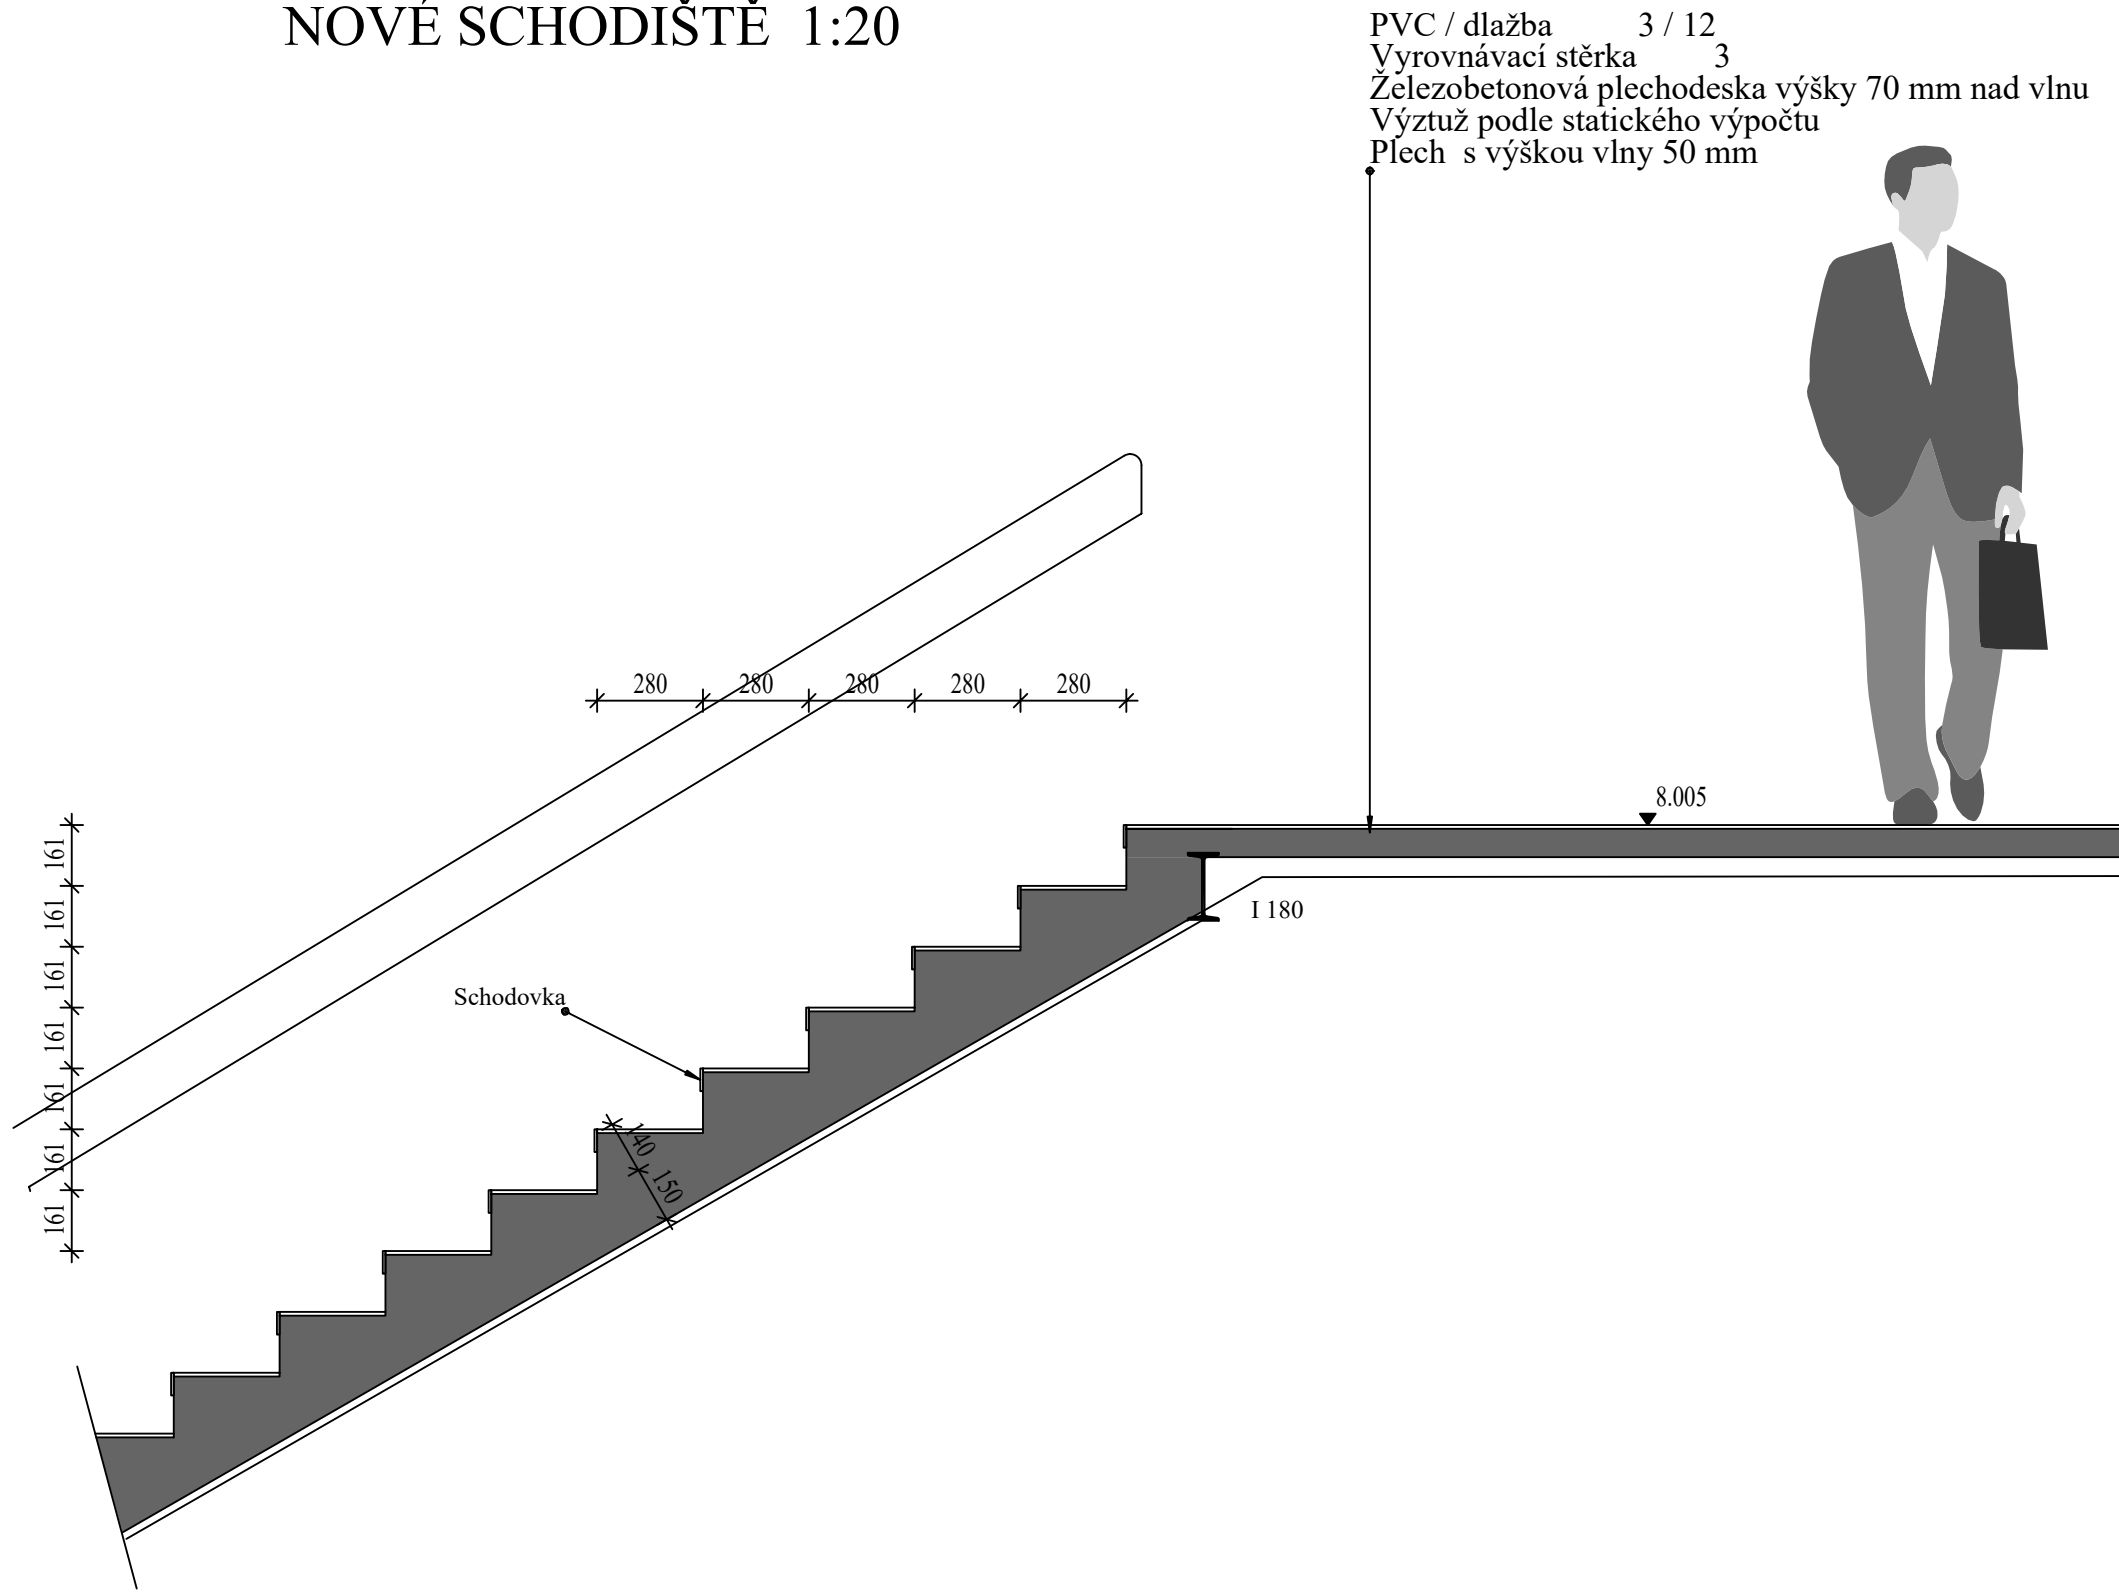 NOVÉ SCHODIŠTĚ 1:20
PVC / dlažba 3 / 12
Vyrovnávací stěrka 3
Železobetonová plechodeska výšky 70 mm nad vlnu
Výztuž podle statického výpočtu
Plech s výškou vlny 50 mm
280 280 280 280 280
8.005
161
161
161
161
161
161
161
I 180
Schodovka
140
150